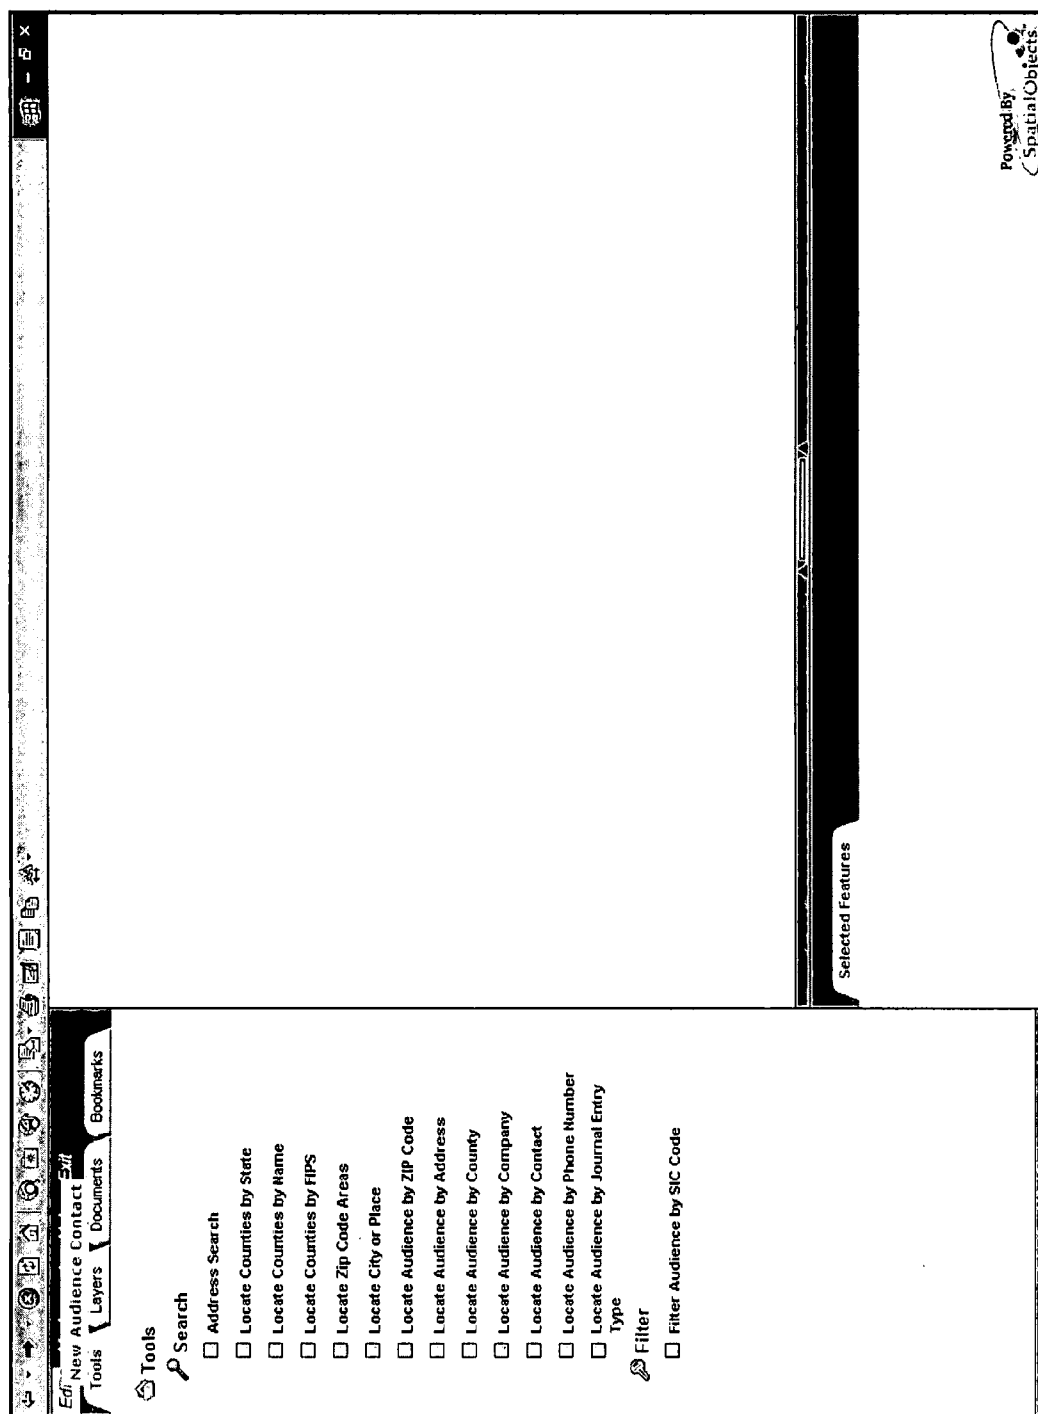 Edi
Exit
New Audience Contact
Tools
Layers
Documents
Bookmarks
Tools
Search
Address Search
Locate Counties by State
Locate Counties by Name
Locate Counties by FIPS
Locate Zip Code Areas
Locate City or Place
Locate Audience by ZIP Code
Locate Audience by Address
Locate Audience by County
Locate Audience by Company
Locate Audience by Contact
Locate Audience by Phone Number
Locate Audience by Journal Entry
Type
Filter
Filter Audience by SIC Code
Selected Features
Powered By
SpatialObjects